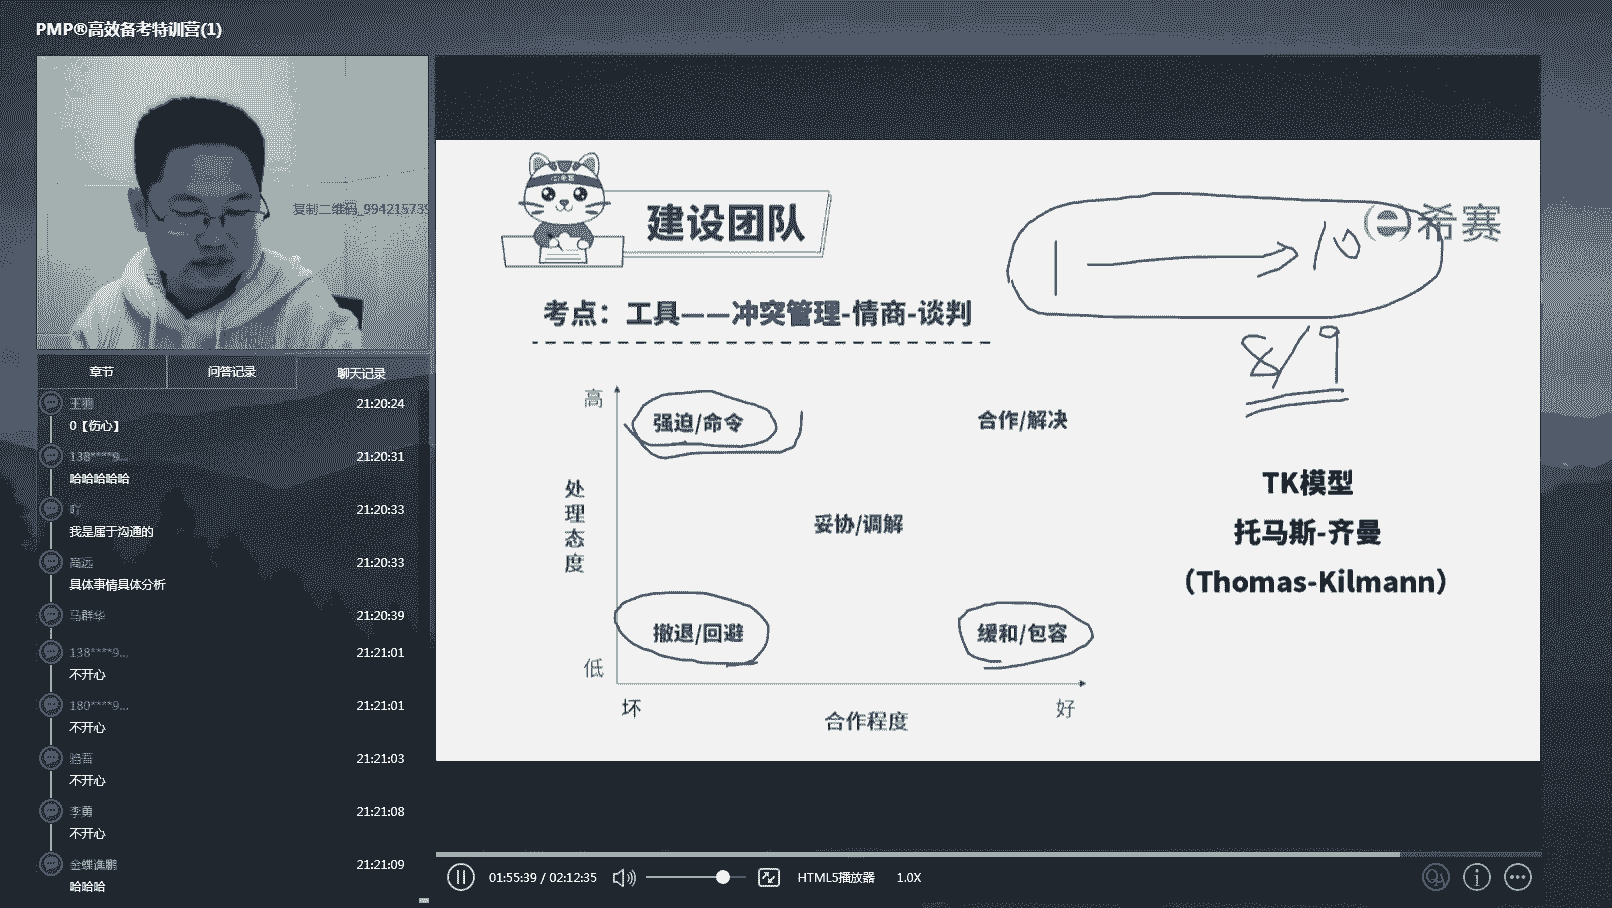 PMP®高效备考特训营(1)
复制二维码_99421573
章节
问答记录
聊天记录
王丽
21:20:24
0【伤心】
138****9...
21:20:31
哈哈哈哈哈
吖
21:20:33
我是属于沟通的
高远
21:20:33
具体事情具体分析
马群华
21:20:39
138****9...
21:21:01
不开心
180****9...
21:21:01
不开心
21:21:03
不开心
李勇
21:21:08
不开心
21:21:09
哈哈哈
建设团队
希赛
1 → 10
8/9
考点：工具——冲突管理-情商-谈判
高
强迫/命令
合作/解决
处理态度
妥协/调解
撤退/回避
缓和/包容
低
坏
合作程度
好
TK模型
托马斯-齐曼
（Thomas-Kilmann）
01:55:39 / 02:12:35
HTML5播放器
1.0X